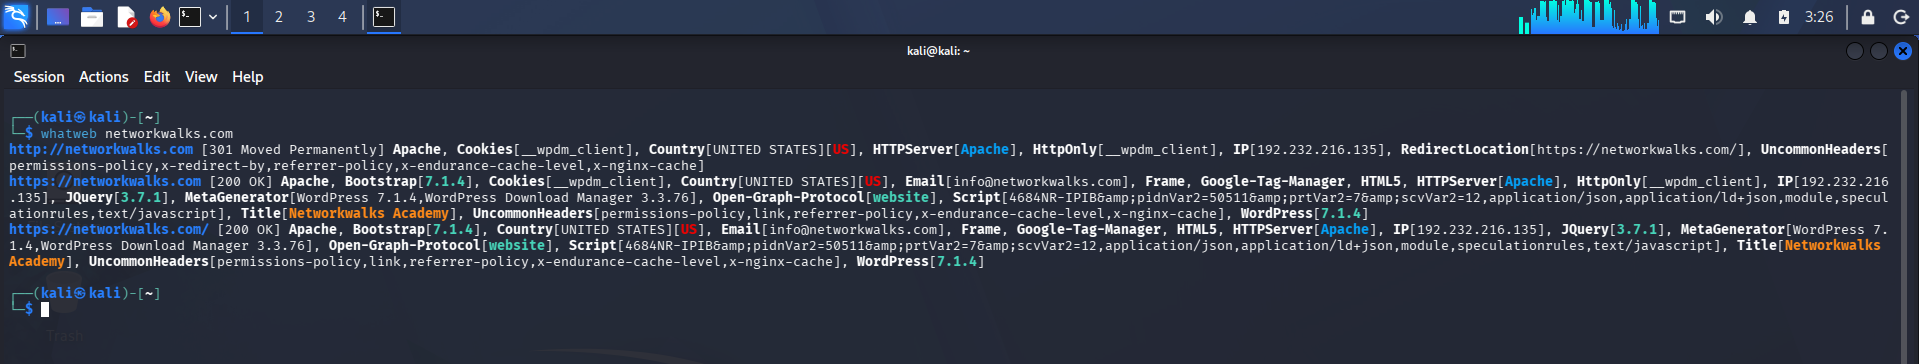 1 2 3 4 3:26
kali@kali: ~
Session Actions Edit View Help
┌──(kali㉿kali)-[~]
└─$ whatweb networkwalks.com
http://networkwalks.com [301 Moved Permanently] Apache, Cookies[__wpdm_client], Country[UNITED STATES][US], HTTPServer[Apache], HttpOnly[__wpdm_client], IP[192.232.216.135], RedirectLocation[https://networkwalks.com/], UncommonHeaders[
permissions-policy,x-redirect-by,referrer-policy,x-endurance-cache-level,x-nginx-cache]
https://networkwalks.com [200 OK] Apache, Bootstrap[7.1.4], Cookies[__wpdm_client], Country[UNITED STATES][US], Email[info@networkwalks.com], Frame, Google-Tag-Manager, HTML5, HTTPServer[Apache], HttpOnly[__wpdm_client], IP[192.232.216
.135], JQuery[3.7.1], MetaGenerator[WordPress 7.1.4,WordPress Download Manager 3.3.76], Open-Graph-Protocol[website], Script[4684NR-IPIB&amp;pidnVar2=50511&amp;prtVar2=7&amp;scvVar2=12,application/json,application/ld+json,module,specul
ationrules,text/javascript], Title[Networkwalks Academy], UncommonHeaders[permissions-policy,link,referrer-policy,x-endurance-cache-level,x-nginx-cache], WordPress[7.1.4]
https://networkwalks.com/ [200 OK] Apache, Bootstrap[7.1.4], Country[UNITED STATES][US], Email[info@networkwalks.com], Frame, Google-Tag-Manager, HTML5, HTTPServer[Apache], IP[192.232.216.135], JQuery[3.7.1], MetaGenerator[WordPress 7.
1.4,WordPress Download Manager 3.3.76], Open-Graph-Protocol[website], Script[4684NR-IPIB&amp;pidnVar2=50511&amp;prtVar2=7&amp;scvVar2=12,application/json,application/ld+json,module,speculationrules,text/javascript], Title[Networkwalks
Academy], UncommonHeaders[permissions-policy,link,referrer-policy,x-endurance-cache-level,x-nginx-cache], WordPress[7.1.4]
┌──(kali㉿kali)-[~]
└─$
Trash